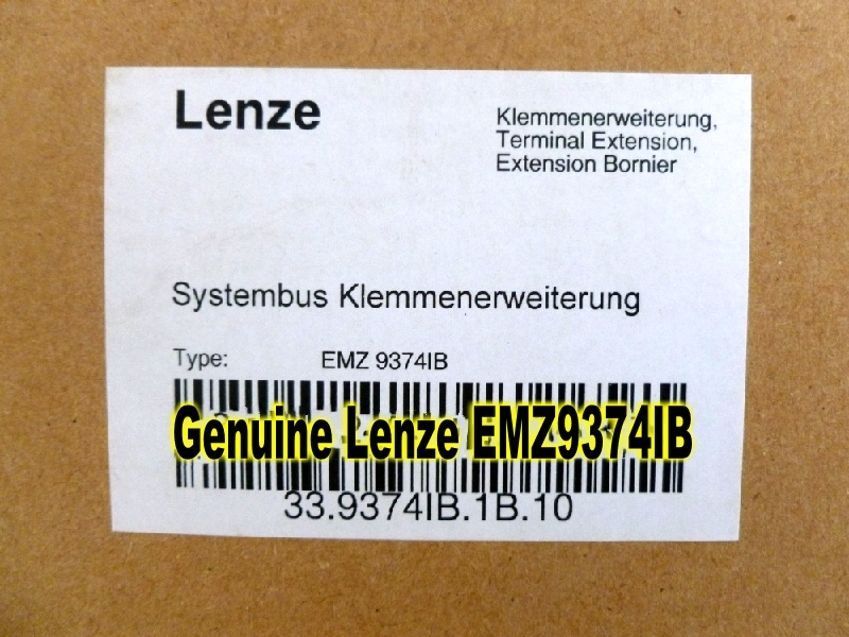 Lenze
Klemmenerweiterung,
Terminal Extension,
Extension Bornier
Systembus Klemmenerweiterung
Type: EMZ 9374IB
Genuine Lenze EMZ9374IB
33.9374IB.1B.10